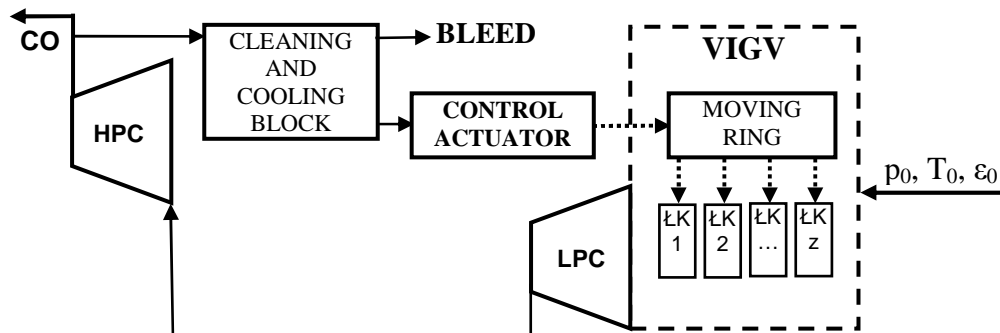 CO
CLEANING
AND
COOLING
BLOCK
BLEED
VIGV
HPC
CONTROL
ACTUATOR
MOVING
RING
p₀, T₀, ε₀
ŁK
1
ŁK
2
ŁK
...
ŁK
z
LPC